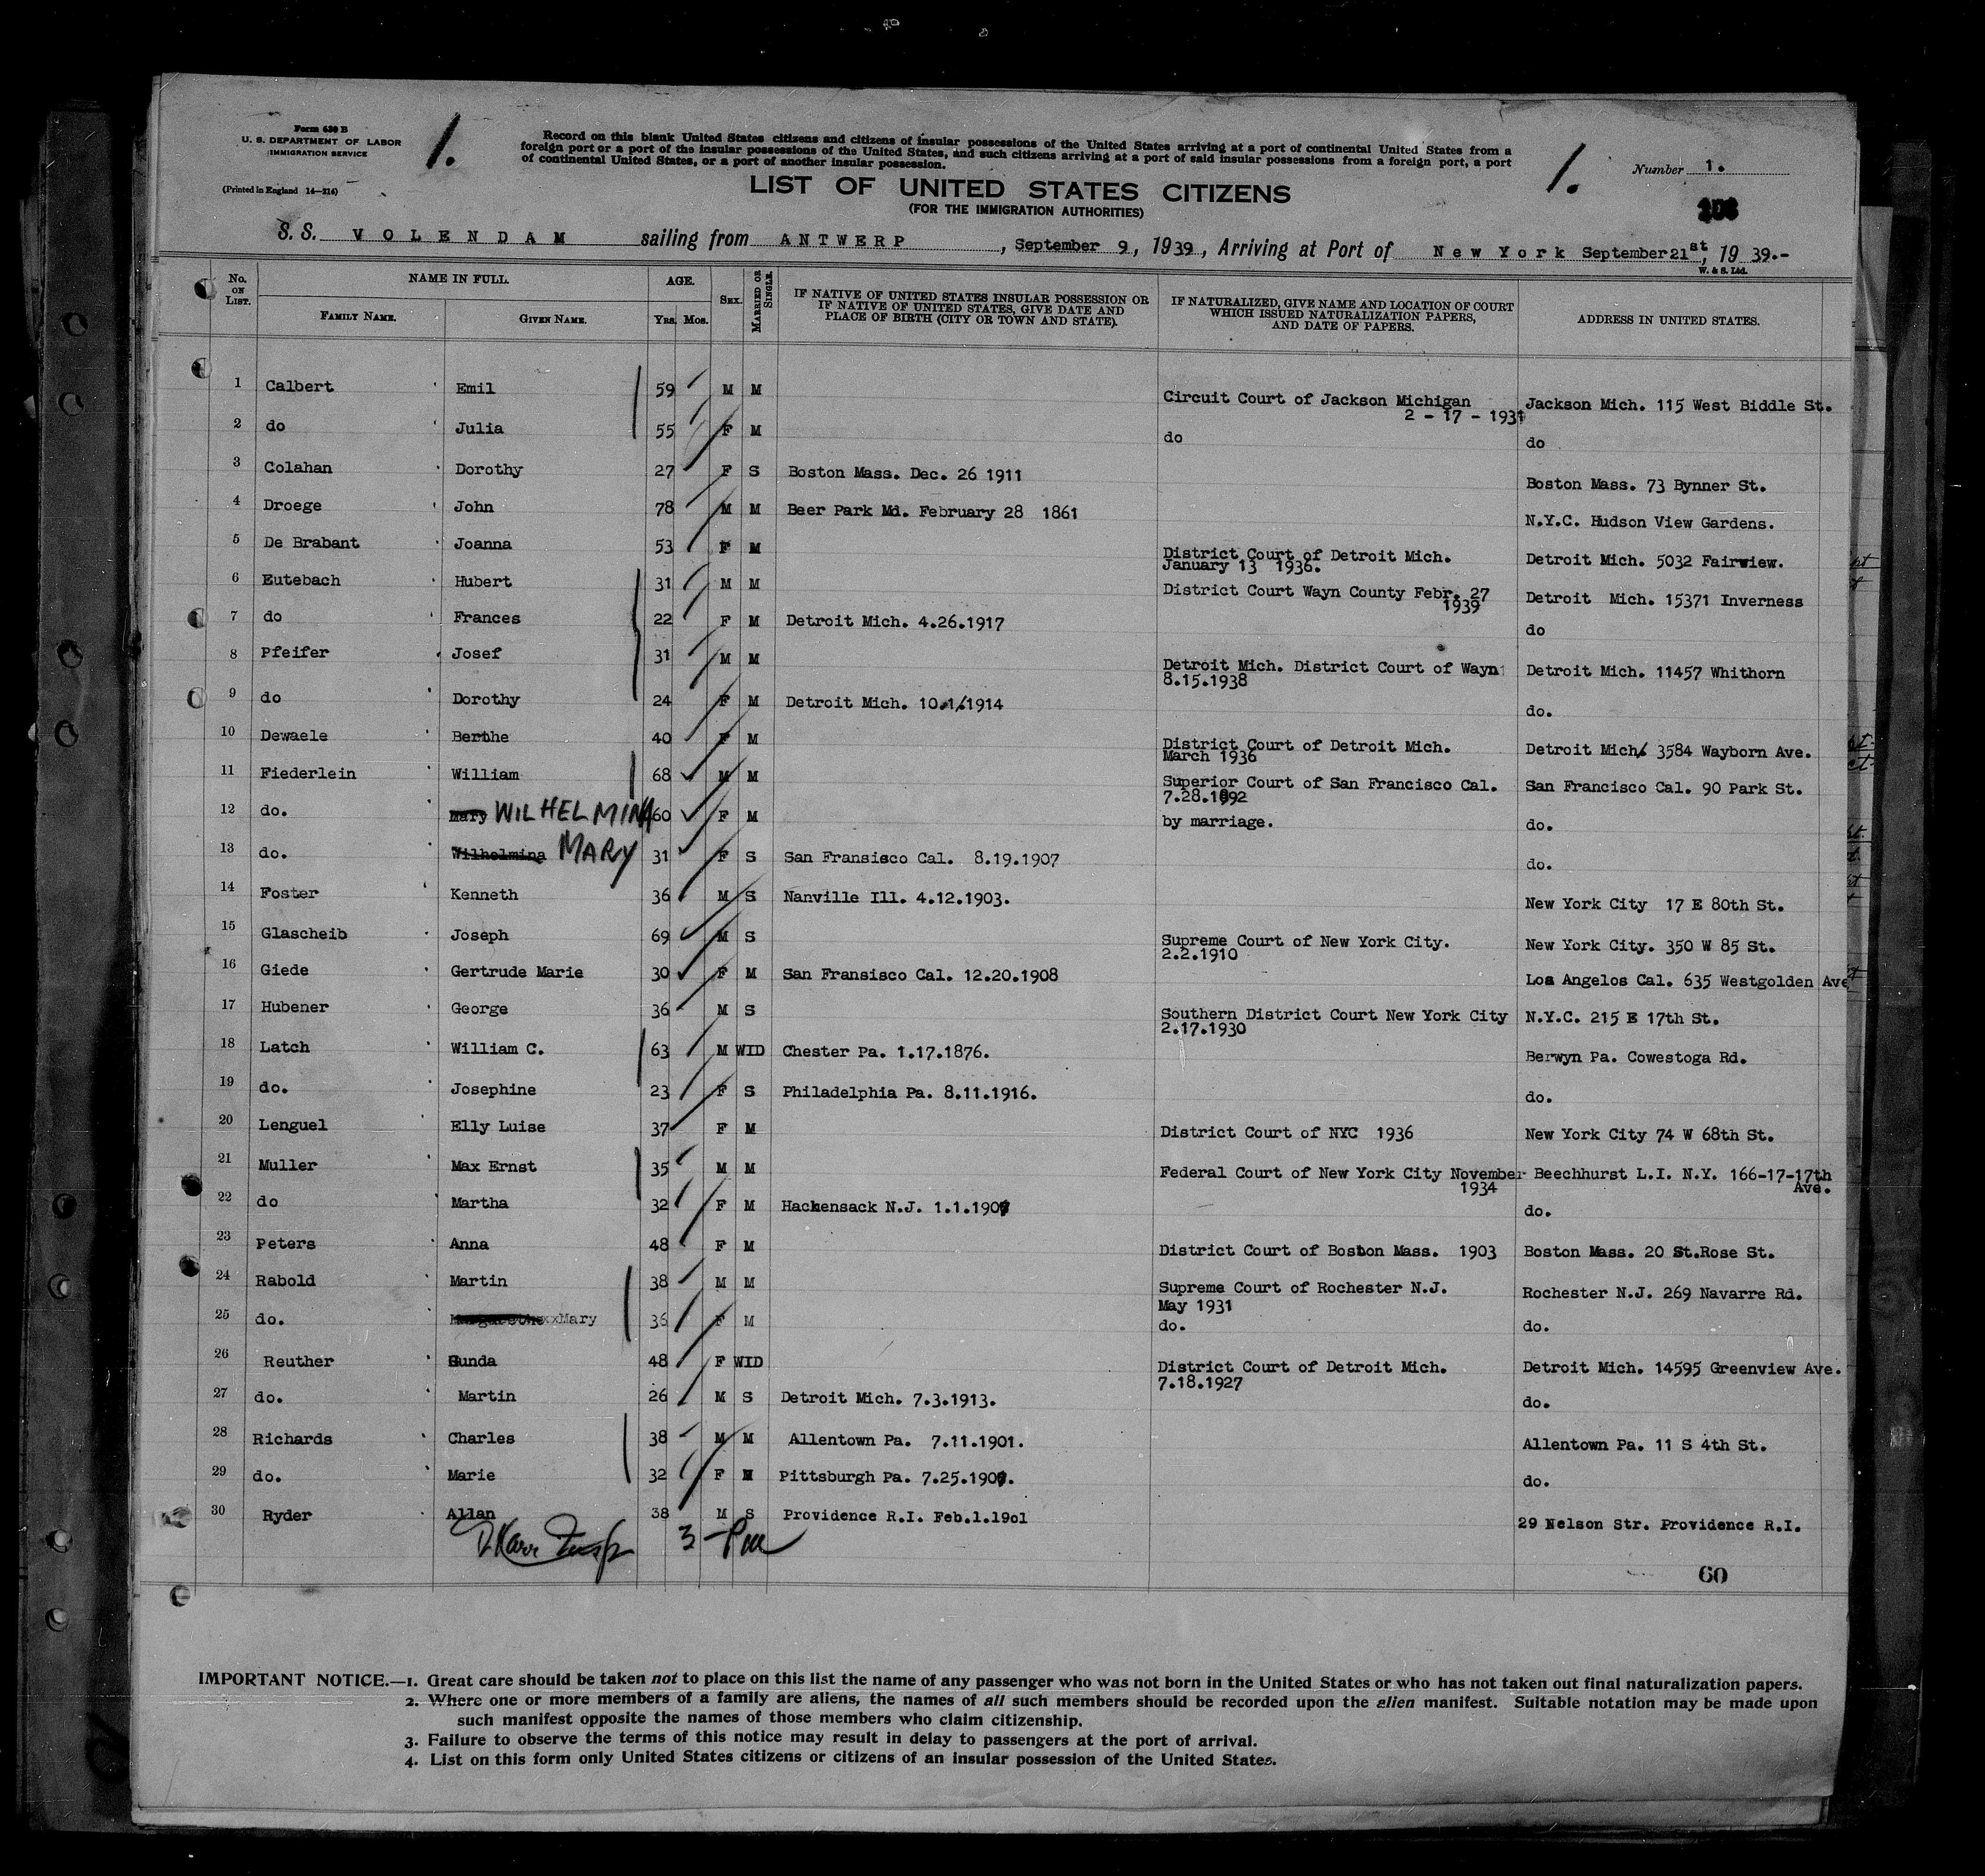 Form 630 B
U. S. DEPARTMENT OF LABOR
IMMIGRATION SERVICE
(Printed in England 14—214)
1.
Record on this blank United States citizens and citizens of insular possessions of the United States arriving at a port of continental United States from a
foreign port or a port of the insular possessions of the United States, and such citizens arriving at a port of said insular possessions from a foreign port, a port
of continental United States, or a port of another insular possession.
1.
Number 1.
LIST OF UNITED STATES CITIZENS
(FOR THE IMMIGRATION AUTHORITIES)
S. S. VOLENDAM sailing from ANTWERP, September 9, 1939, Arriving at Port of New York September 21st, 1939.-
W. & S. Ltd.
No. ON LIST. NAME IN FULL. FAMILY NAME. GIVEN NAME. AGE. Yrs. Mos. SEX. MARRIED OR SINGLE. IF NATIVE OF UNITED STATES INSULAR POSSESSION OR IF NATIVE OF UNITED STATES, GIVE DATE AND PLACE OF BIRTH (CITY OR TOWN AND STATE). IF NATURALIZED, GIVE NAME AND LOCATION OF COURT WHICH ISSUED NATURALIZATION PAPERS, AND DATE OF PAPERS. ADDRESS IN UNITED STATES.
1 Calbert Emil 59 M M Circuit Court of Jackson Michigan 2 - 17 - 1931 Jackson Mich. 115 West Biddle St.
2 do Julia 55 F M do do
3 Colahan Dorothy 27 F S Boston Mass. Dec. 26 1911 Boston Mass. 73 Bynner St.
4 Droege John 78 M M Beer Park Md. February 28 1861 N.Y.C. Hudson View Gardens.
5 De Brabant Joanna 53 F M District Court of Detroit Mich. January 13 1936. Detroit Mich. 5032 Fairview.
6 Eutebach Hubert 31 M M District Court Wayn County Febr. 27 1939 Detroit Mich. 15371 Inverness
7 do Frances 22 F M Detroit Mich. 4.26.1917 do
8 Pfeifer Josef 31 M M Detroit Mich. District Court of Wayn 8.15.1938 Detroit Mich. 11457 Whithorn
9 do Dorothy 24 F M Detroit Mich. 10.1.1914 do.
10 Dewaele Berthe 40 F M District Court of Detroit Mich. March 1936 Detroit Mich. 3584 Wayborn Ave.
11 Fiederlein William 68 M M Superior Court of San Francisco Cal. 7.28.1892 San Francisco Cal. 90 Park St.
12 do. Mary WILHELMINA 60 F M by marriage. do.
13 do. Wilhelmina MARY 31 F S San Fransisco Cal. 8.19.1907 do.
14 Foster Kenneth 36 M S Nanville Ill. 4.12.1903. New York City 17 E 80th St.
15 Glascheib Joseph 69 M S Supreme Court of New York City. 2.2.1910 New York City. 350 W 85 St.
16 Giede Gertrude Marie 30 F M San Fransisco Cal. 12.20.1908 Los Angelos Cal. 635 Westgolden Ave
17 Hubener George 36 M S Southern District Court New York City 2.17.1930 N.Y.C. 215 E 17th St.
18 Latch William C. 63 M WID Chester Pa. 1.17.1876. Berwyn Pa. Cowestoga Rd.
19 do. Josephine 23 F S Philadelphia Pa. 8.11.1916. do.
20 Lenguel Elly Luise 37 F M District Court of NYC 1936 New York City 74 W 68th St.
21 Muller Max Ernst 35 M M Federal Court of New York City November 1934 Beechhurst L.I. N.Y. 166-17-17th Ave.
22 do Martha 32 F M Hackensack N.J. 1.1.1907 do.
23 Peters Anna 48 F M District Court of Boston Mass. 1903 Boston Mass. 20 St.Rose St.
24 Rabold Martin 38 M M Supreme Court of Rochester N.J. May 1931 Rochester N.J. 269 Navarre Rd.
25 do. xxMary 36 F M do. do.
26 Reuther Gunda 48 F WID District Court of Detroit Mich. 7.18.1927 Detroit Mich. 14595 Greenview Ave.
27 do. Martin 26 M S Detroit Mich. 7.3.1913. do.
28 Richards Charles 38 M M Allentown Pa. 7.11.1901. Allentown Pa. 11 S 4th St.
29 do. Marie 32 F M Pittsburgh Pa. 7.25.1907. do.
30 Ryder Allan 38 M S Providence R.I. Feb.1.19o1 29 Nelson Str. Providence R.I.
3 - Pm
60
IMPORTANT NOTICE.—1. Great care should be taken not to place on this list the name of any passenger who was not born in the United States or who has not taken out final naturalization papers.
2. Where one or more members of a family are aliens, the names of all such members should be recorded upon the alien manifest. Suitable notation may be made upon
such manifest opposite the names of those members who claim citizenship.
3. Failure to observe the terms of this notice may result in delay to passengers at the port of arrival.
4. List on this form only United States citizens or citizens of an insular possession of the United States.